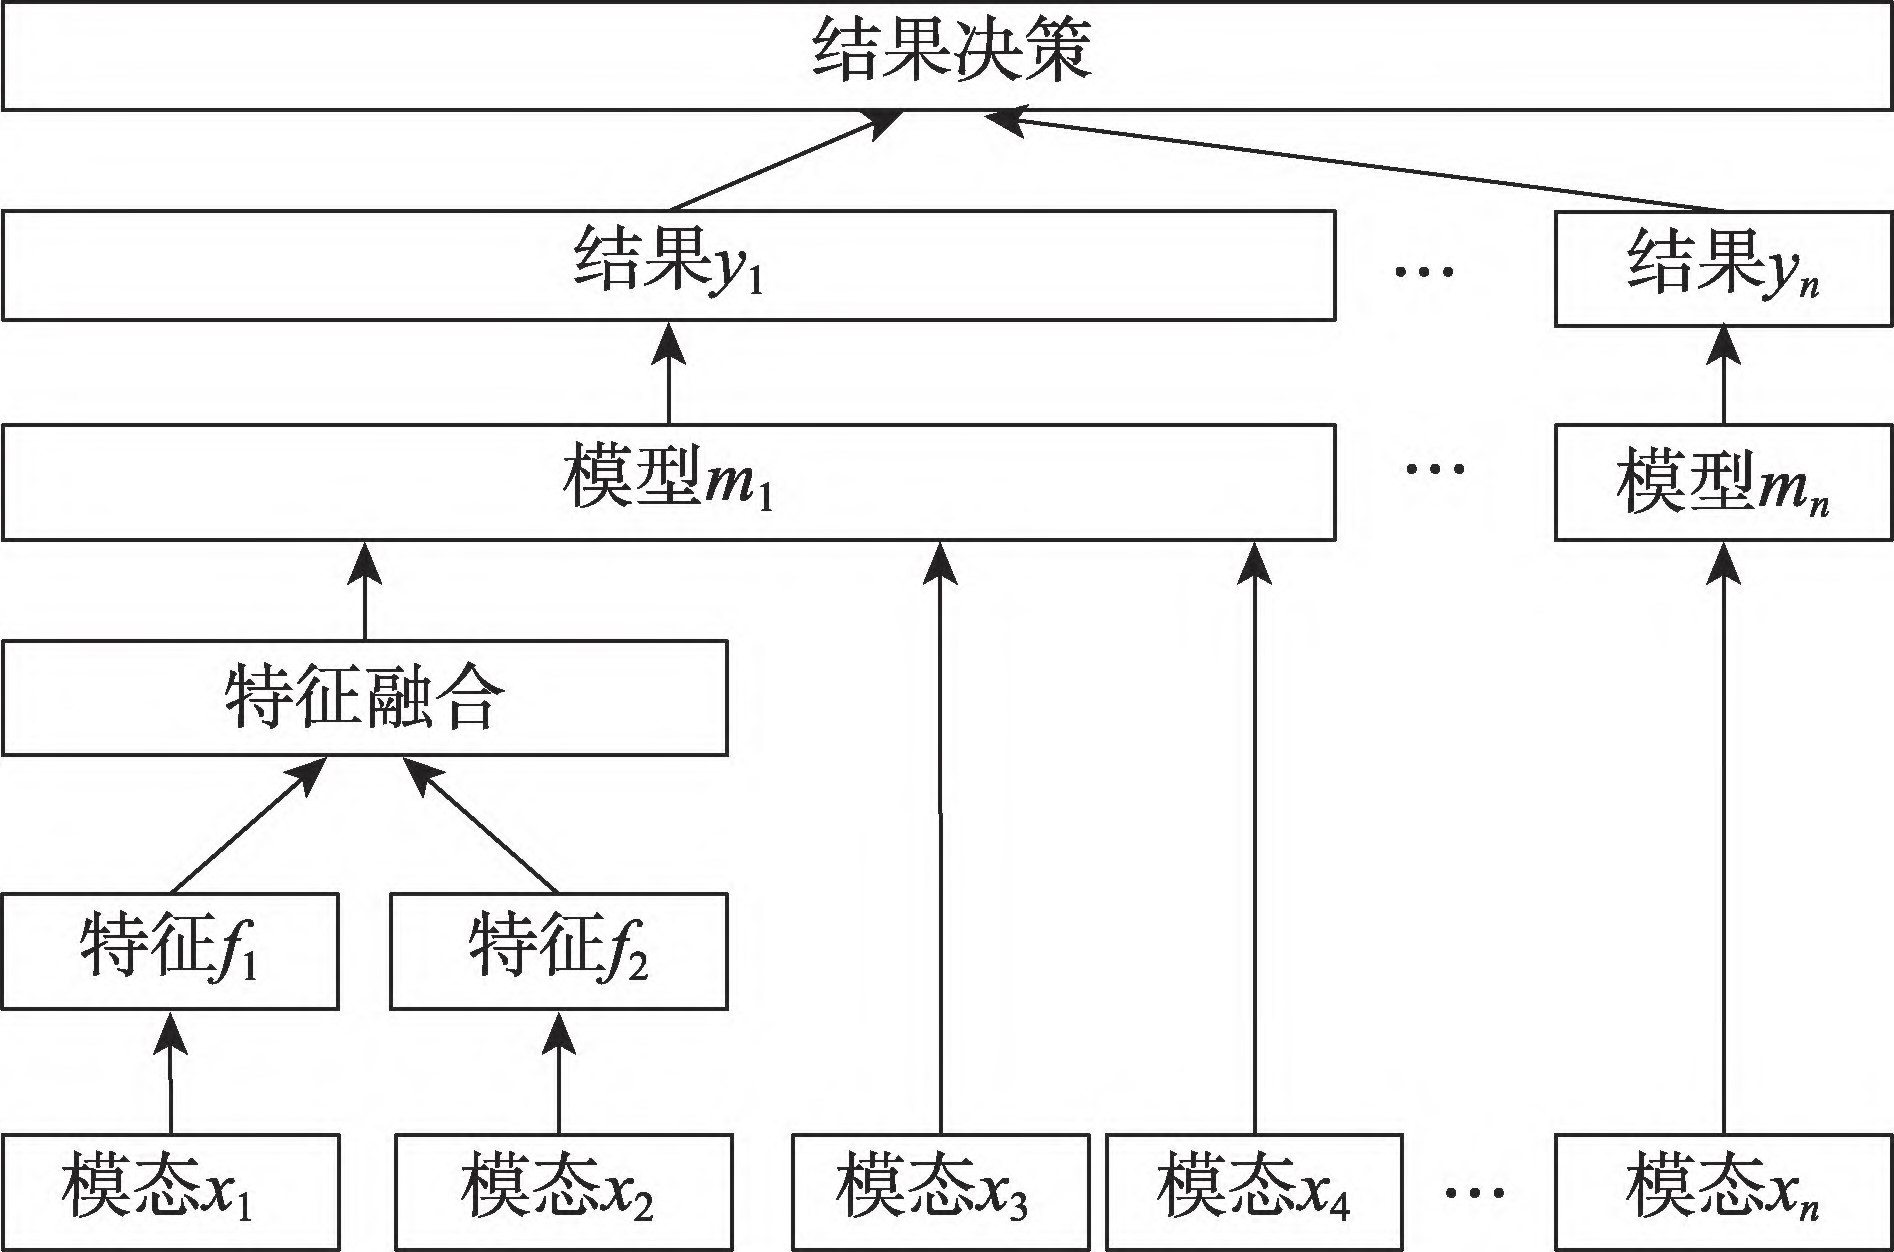 结果决策
结果y1 … 结果yn
模型m1 … 模型mn
特征融合
特征f1 特征f2
模态x1 模态x2 模态x3 模态x4 … 模态xn